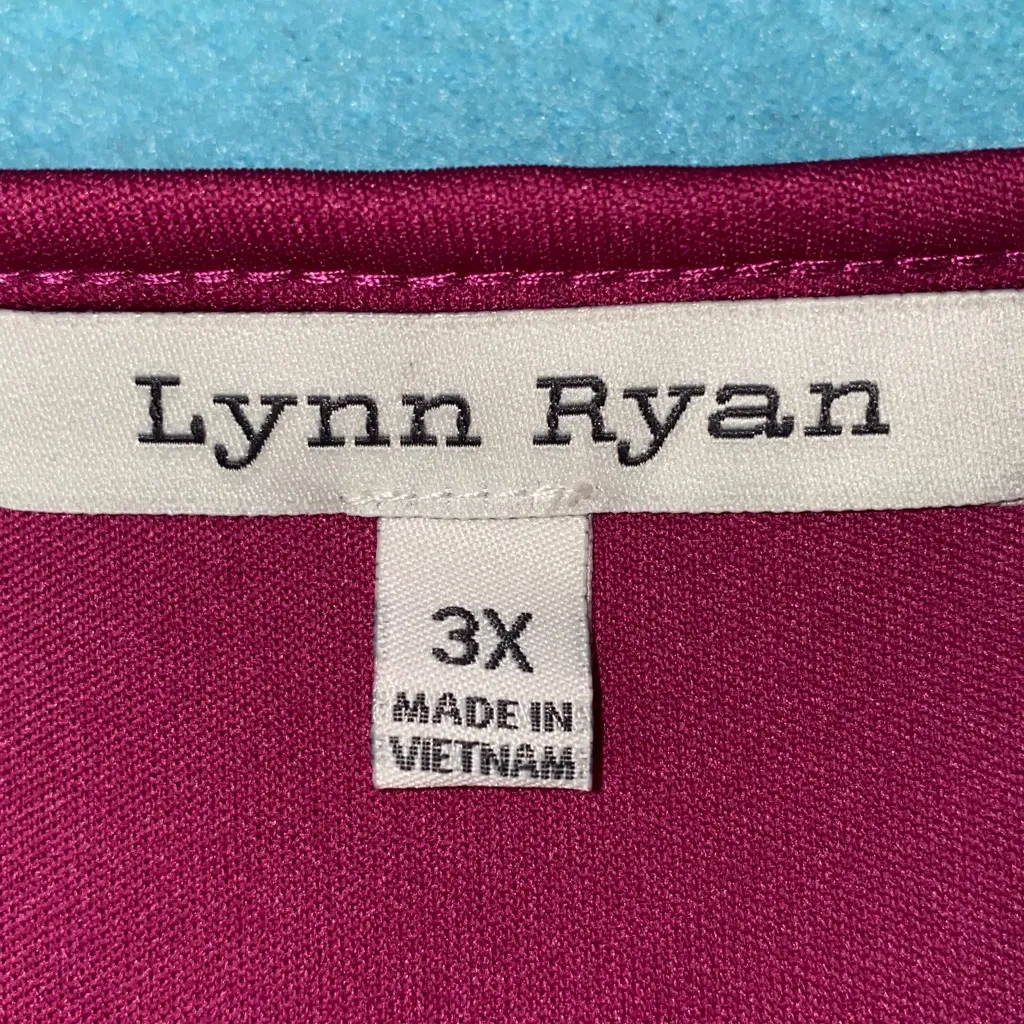 Lynn Ryan
3X
MADE IN
VIETNAM